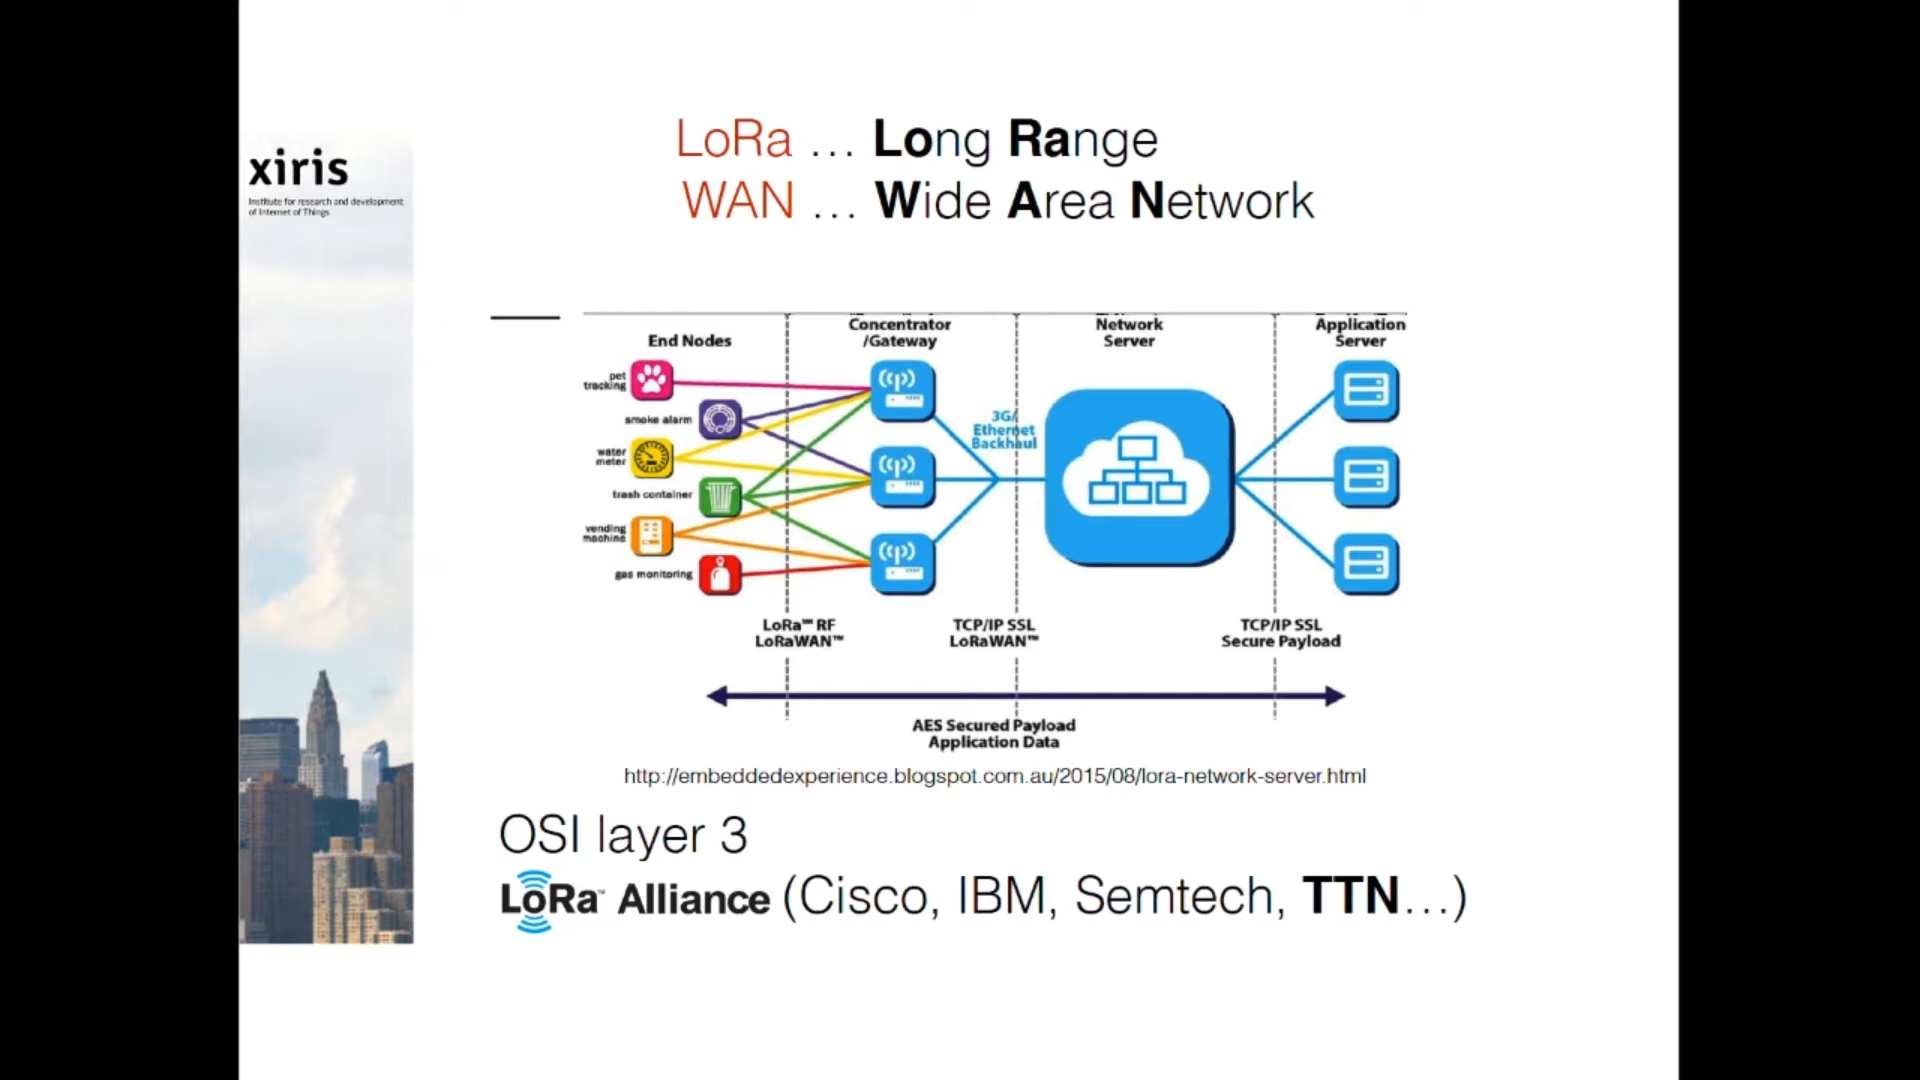 xiris
Institute for research and development
of Internet of Things
LoRa ... Long Range
WAN ... Wide Area Network
End Nodes
Concentrator
/Gateway
Network
Server
Application
Server
pet
tracking
smoke alarm
water
meter
trash container
vending
machine
gas monitoring
3G/
Ethernet
Backhaul
LoRa™ RF
LoRaWAN™
TCP/IP SSL
LoRaWAN™
TCP/IP SSL
Secure Payload
AES Secured Payload
Application Data
http://embeddedexperience.blogspot.com.au/2015/08/lora-network-server.html
OSI layer 3
LoRa™ Alliance (Cisco, IBM, Semtech, TTN...)